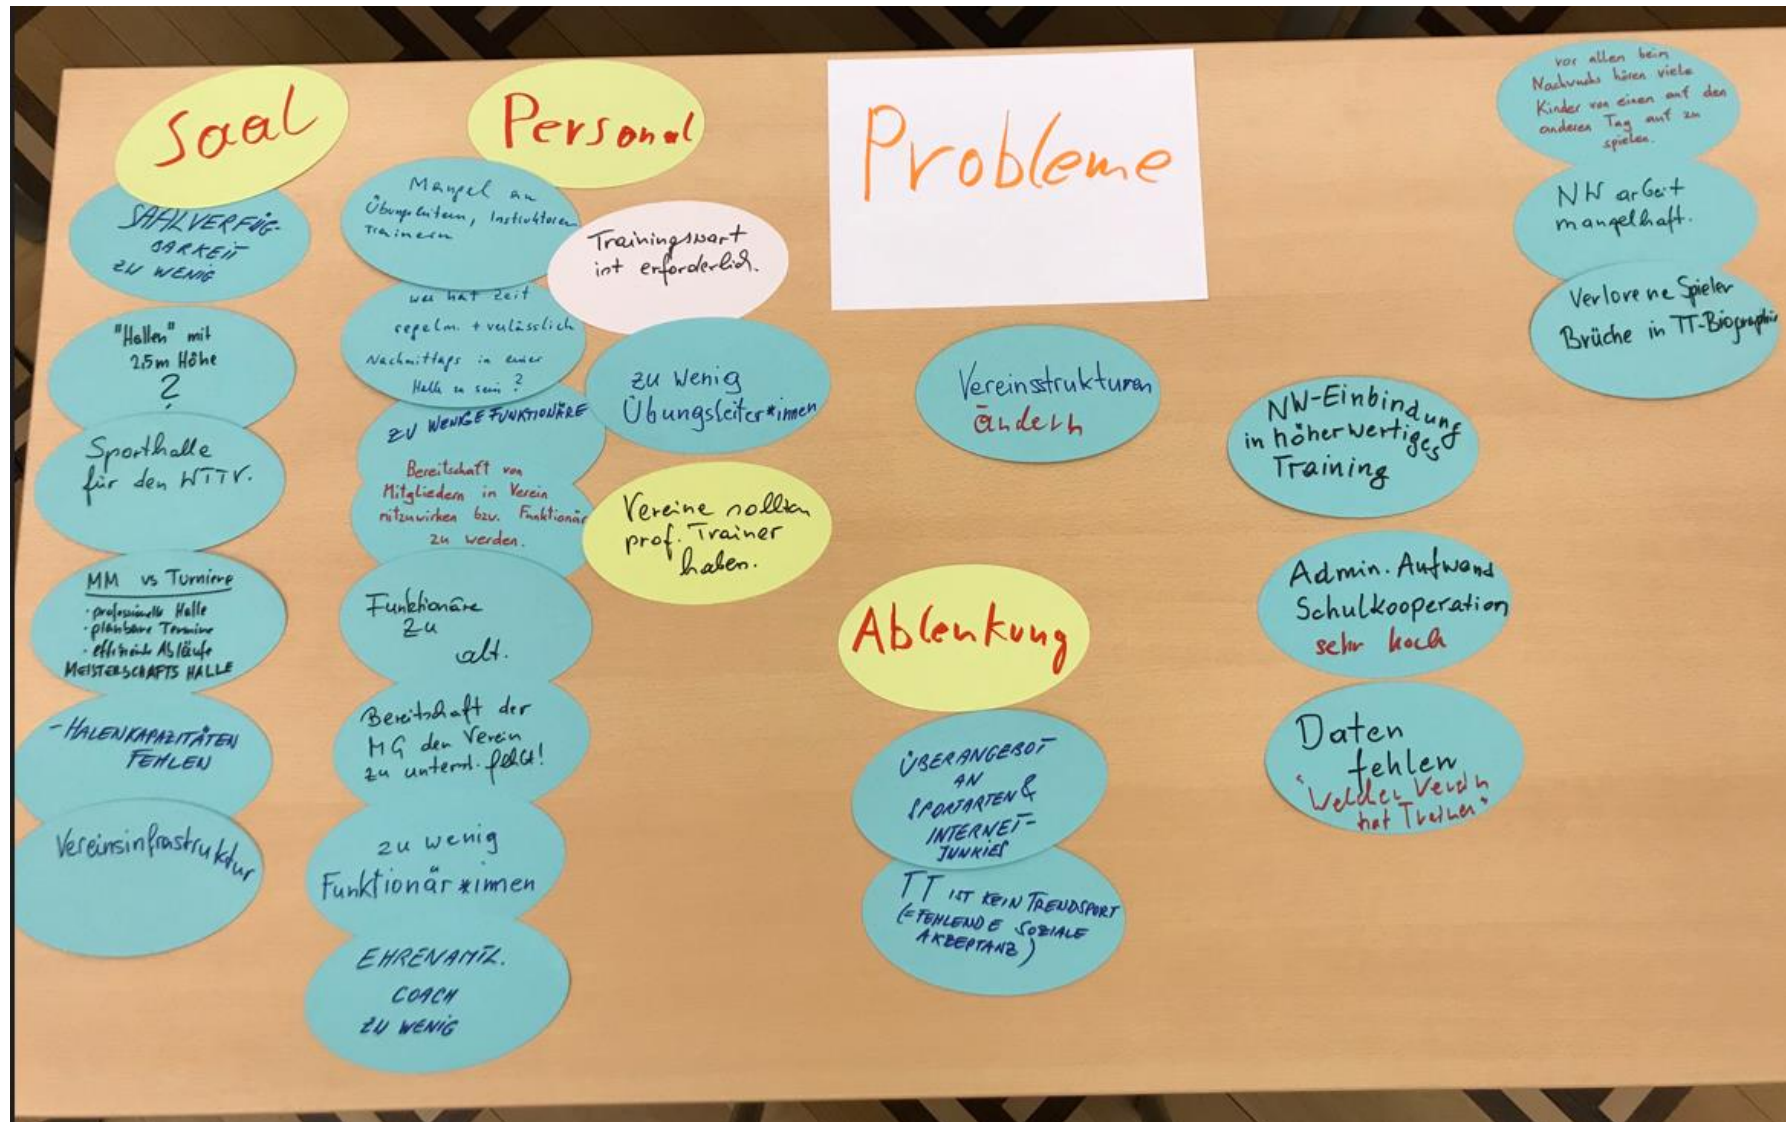 Saal
SAALVERFÜG-
BARKEIT
ZU WENIG
"Hallen" mit
2,5m Höhe
?
Sporthalle
für den WTTV.
MM vs Turniere
· professionelle Halle
· planbare Termine
· effiziente Abläufe
MEISTERSCHAFTS HALLE
- HALENKAPAZITÄTEN
FEHLEN
Vereinsinfrastruktur
Personal
Mangel an
Übungsleitern, Instruktoren
Trainern
wer hat Zeit
regelm. + verlässlich
Nachmittags in einer
Halle zu sein?
ZU WENIGE FUNKTIONÄRE
Bereitschaft von
Mitgliedern in Verein
mitzuwirken bzw. Funktionär
zu werden.
Funktionäre
zu
alt.
Bereitschaft der
MG den Verein
zu unterst. fehlt!
zu wenig
Funktionär*innen
EHRENAMTL.
COACH
ZU WENIG
Trainingswart
ist erforderlich.
zu wenig
Übungsleiter*innen
Vereine sollten
prof. Trainer
haben.
Probleme
Vereinsstrukturen
ändern
Ablenkung
ÜBERANGEBOT
AN
SPORTARTEN &
INTERNET-
JUNKIES
TT IST KEIN TRENDSPORT
(=FEHLENDE SOZIALE
AKZEPTANZ)
NW-Einbindung
in höherwertiges
Training
Admin. Aufwand
Schulkooperation
sehr hoch
Daten
fehlen
"Welcher Verein
hat Trainer"
vor allen beim
Nachwuchs hören viele
Kinder von einen auf den
anderen Tag auf zu
spielen.
NW arbeit
mangelhaft.
Verlorene Spieler
Brüche in TT-Biographie